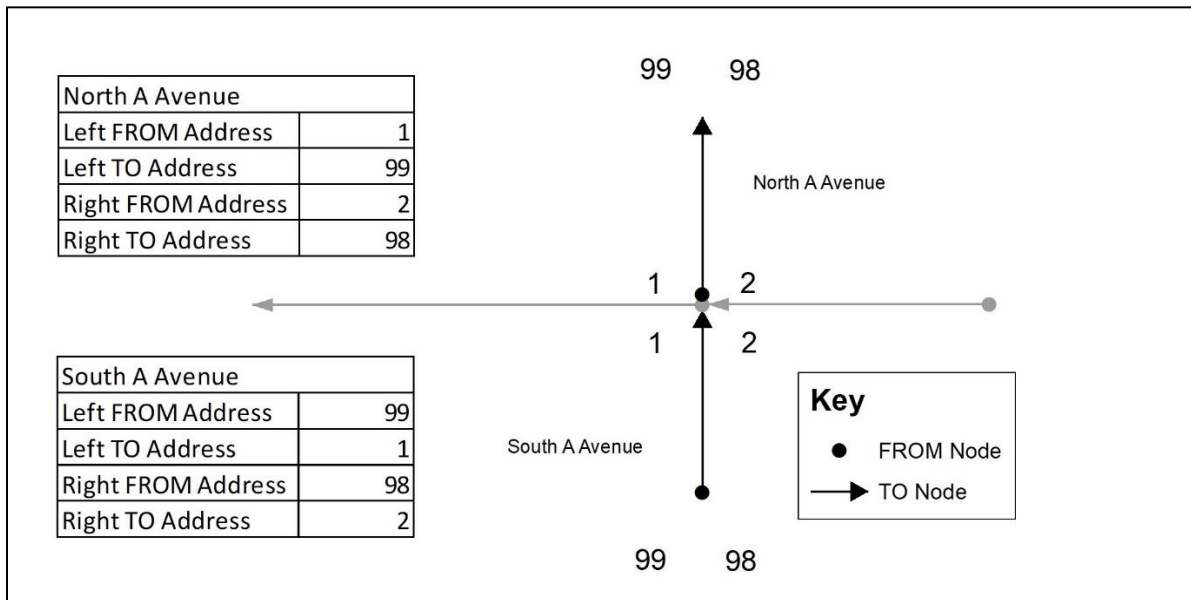 99 98
North A Avenue
Left FROM Address 1
Left TO Address 99
Right FROM Address 2
Right TO Address 98
North A Avenue
1 2
1 2
South A Avenue
Left FROM Address 99
Left TO Address 1
Right FROM Address 98
Right TO Address 2
South A Avenue
Key
FROM Node
TO Node
99 98